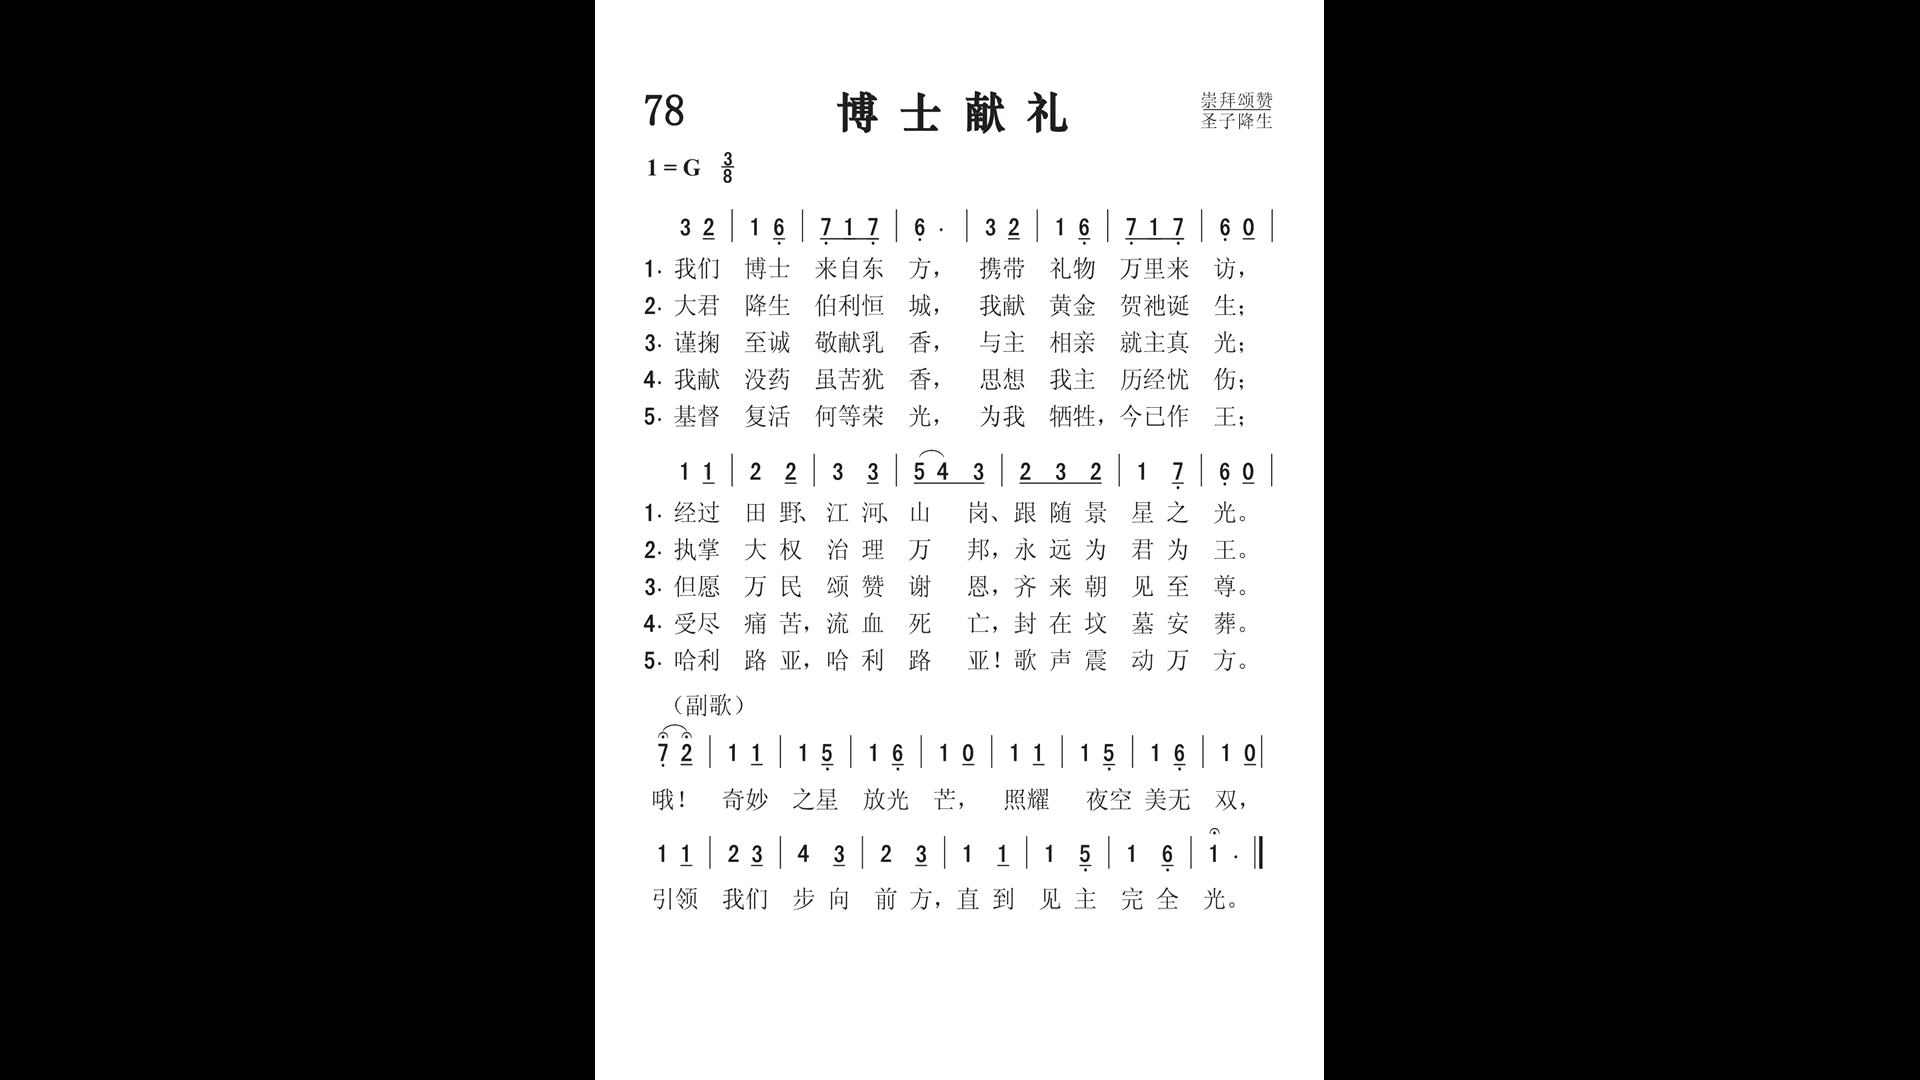 78 博士献礼 崇拜颂赞
圣子降生
1=G 3/8
3 2 | 1 6 | 7 1 7 | 6 · | 3 2 | 1 6 | 7 1 7 | 6 0 |
1. 我们 博士 来自东 方， 携带 礼物 万里来 访，
2. 大君 降生 伯利恒 城， 我献 黄金 贺祂诞 生；
3. 谨掬 至诚 敬献乳 香， 与主 相亲 就主真 光；
4. 我献 没药 虽苦犹 香， 思想 我主 历经忧 伤；
5. 基督 复活 何等荣 光， 为我 牺牲，今已作 王；
1 1 | 2 2 | 3 3 | 5 4 3 | 2 3 2 | 1 7 | 6 0 |
1. 经过 田野、江河、山 岗、跟随景 星之 光。
2. 执掌 大权 治理 万 邦，永远为 君为 王。
3. 但愿 万民 颂赞 谢 恩，齐来朝 见至 尊。
4. 受尽 痛苦，流血 死 亡，封在坟 墓安 葬。
5. 哈利 路亚，哈利 路 亚！歌声震 动万 方。
（副歌）
7 2 | 1 1 | 1 5 | 1 6 | 1 0 | 1 1 | 1 5 | 1 6 | 1 0 |
哦！ 奇妙 之星 放光 芒， 照耀 夜空 美无 双，
1 1 | 2 3 | 4 3 | 2 3 | 1 1 | 1 5 | 1 6 | 1 · ‖
引领 我们 步向 前方，直到 见主 完全 光。